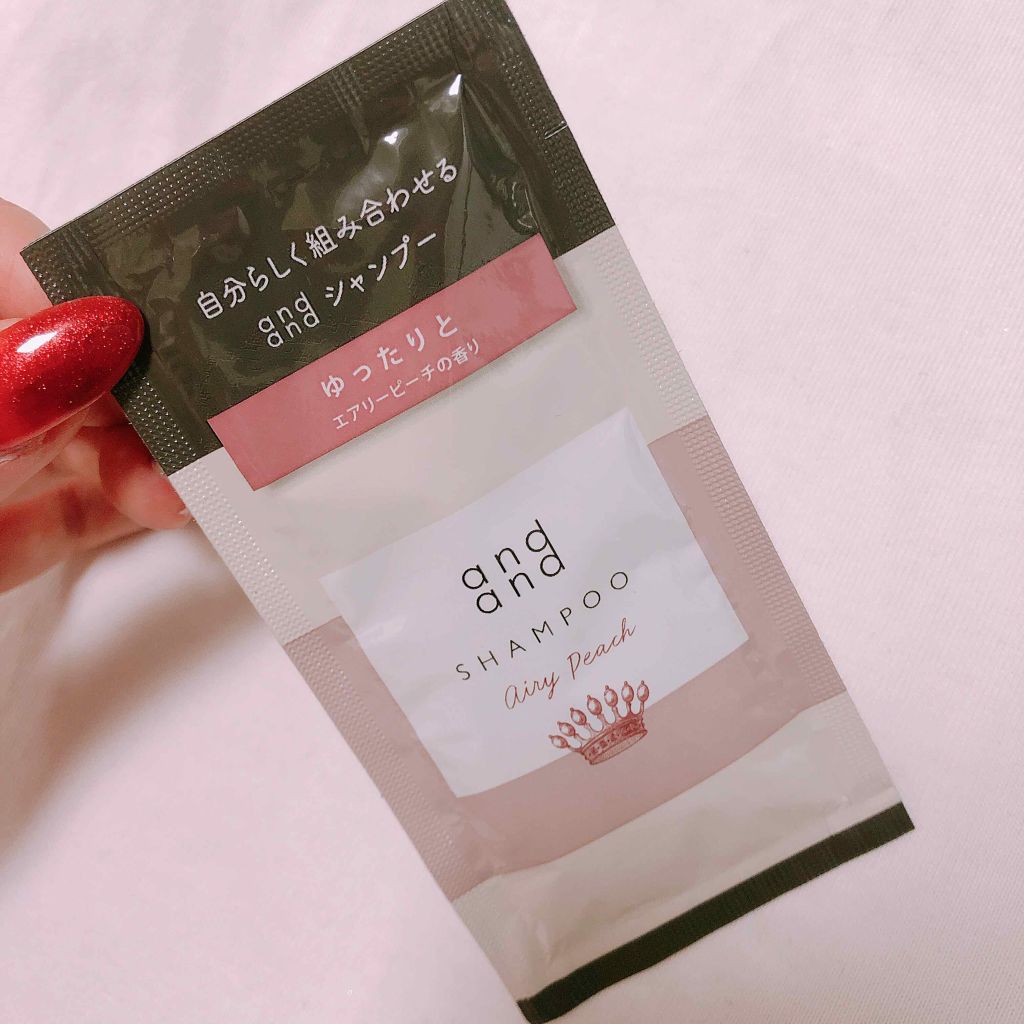 自分らしく組み合わせる
and and シャンプー
ゆったりと
エアリーピーチの香り
and
and
SHAMPOO
Airy Peach